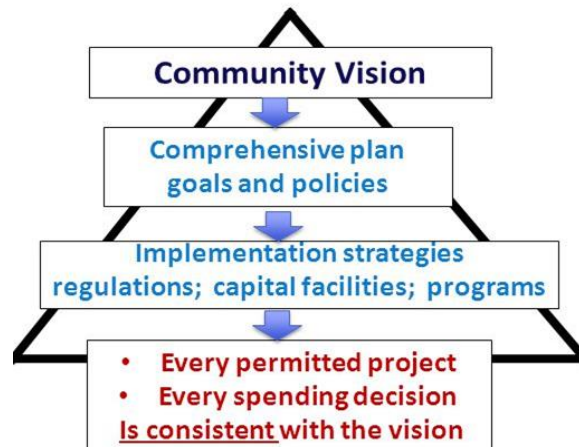 Community Vision
Comprehensive plan
goals and policies
Implementation strategies
regulations; capital facilities; programs
• Every permitted project
• Every spending decision
Is consistent with the vision